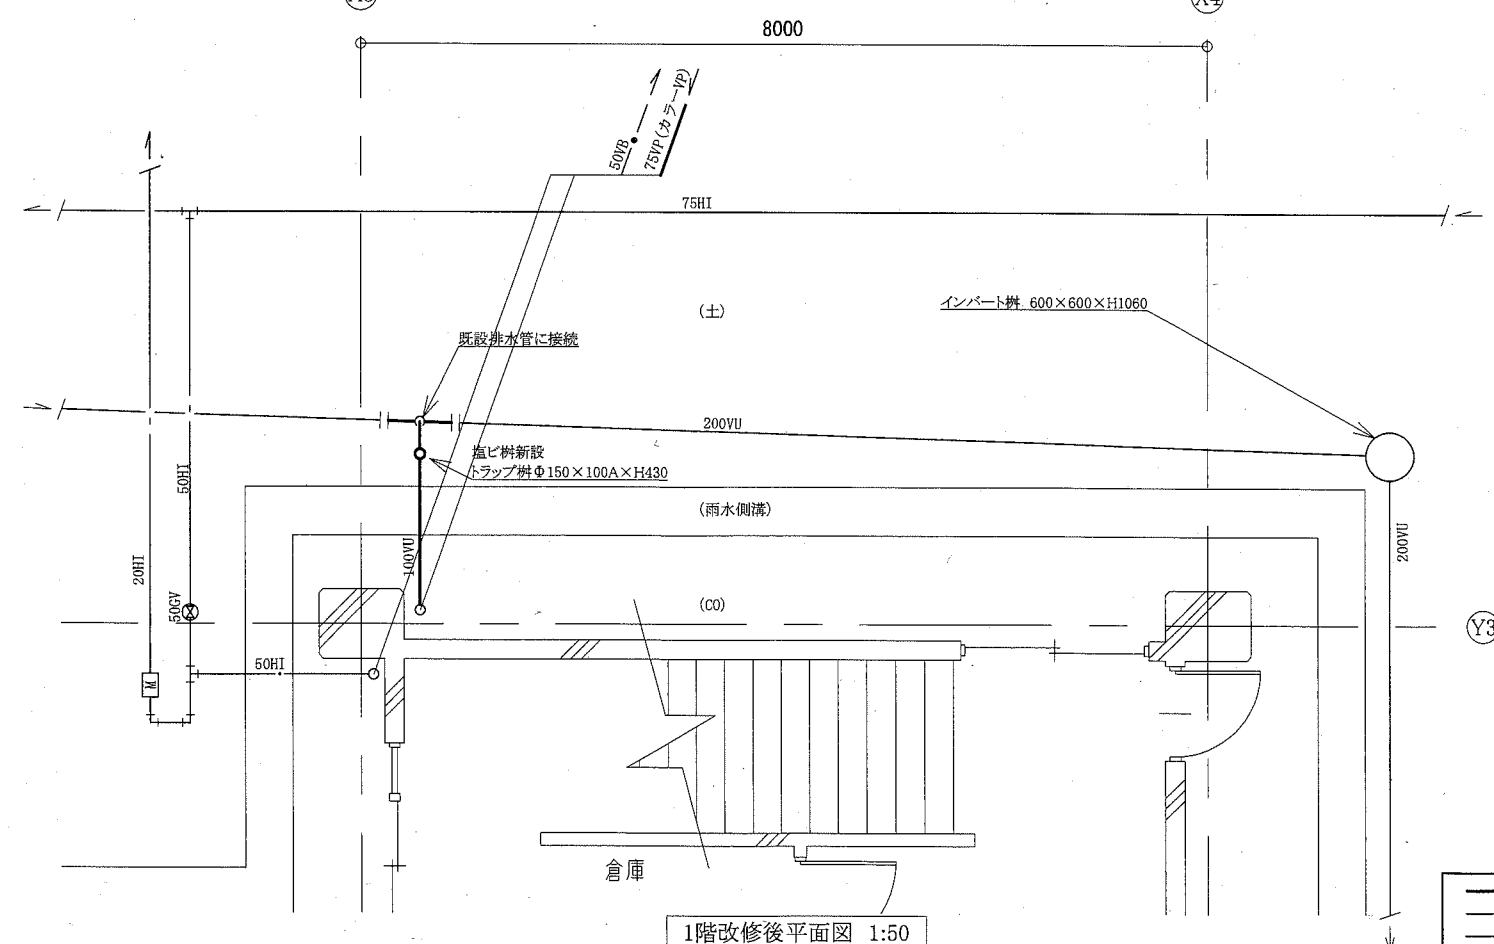 X4
8000
50VB
75VP(カラーVP)
75HI
(土)
インバート桝 600×600×H1060
既設排水管に接続
200VU
塩ビ桝新設
トラップ桝Φ150×100A×H430
50HI
(雨水側溝)
200VU
100VU
20HI
50GV
(CO)
Y3
50HI
M
倉庫
1階改修後平面図 1:50